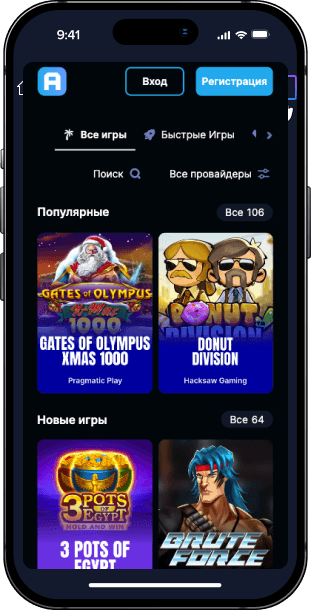 9:41
A
Вход
Регистрация
Все игры
Быстрые Игры
Поиск
Все провайдеры
Популярные
Все 106
GATES OF OLYMPUS
1000
GATES OF OLYMPUS
XMAS 1000
Pragmatic Play
DONUT
DIVISION
DONUT
DIVISION
Hacksaw Gaming
Новые игры
Все 64
3 POTS
OF
EGYPT
HOLD AND WIN
3 POTS OF
EGYPT
BRUTE
FORCE